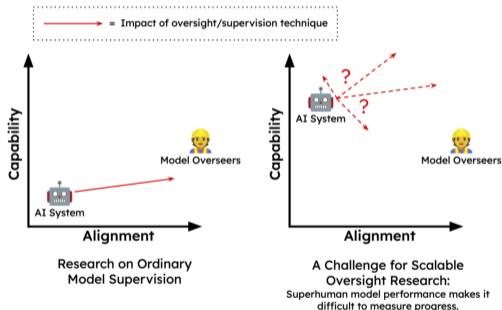 = Impact of oversight/supervision technique
Capability
Model Overseers
AI System
Alignment
Research on Ordinary
Model Supervision
Capability
?
?
AI System
Model Overseers
Alignment
A Challenge for Scalable
Oversight Research:
Superhuman model performance makes it
difficult to measure progress.